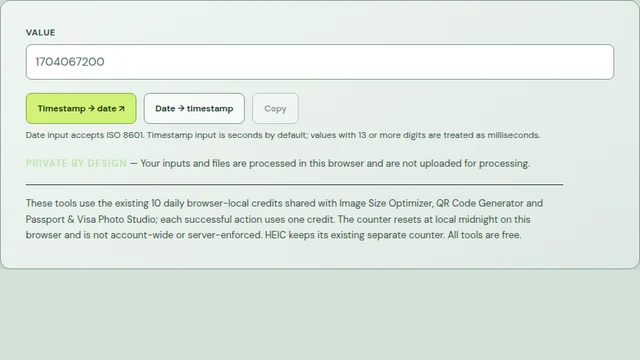 VALUE
1704067200
Timestamp → date ↗
Date → timestamp
Copy
Date input accepts ISO 8601. Timestamp input is seconds by default; values with 13 or more digits are treated as milliseconds.
PRIVATE BY DESIGN — Your inputs and files are processed in this browser and are not uploaded for processing.
These tools use the existing 10 daily browser-local credits shared with Image Size Optimizer, QR Code Generator and
Passport & Visa Photo Studio; each successful action uses one credit. The counter resets at local midnight on this
browser and is not account-wide or server-enforced. HEIC keeps its existing separate counter. All tools are free.